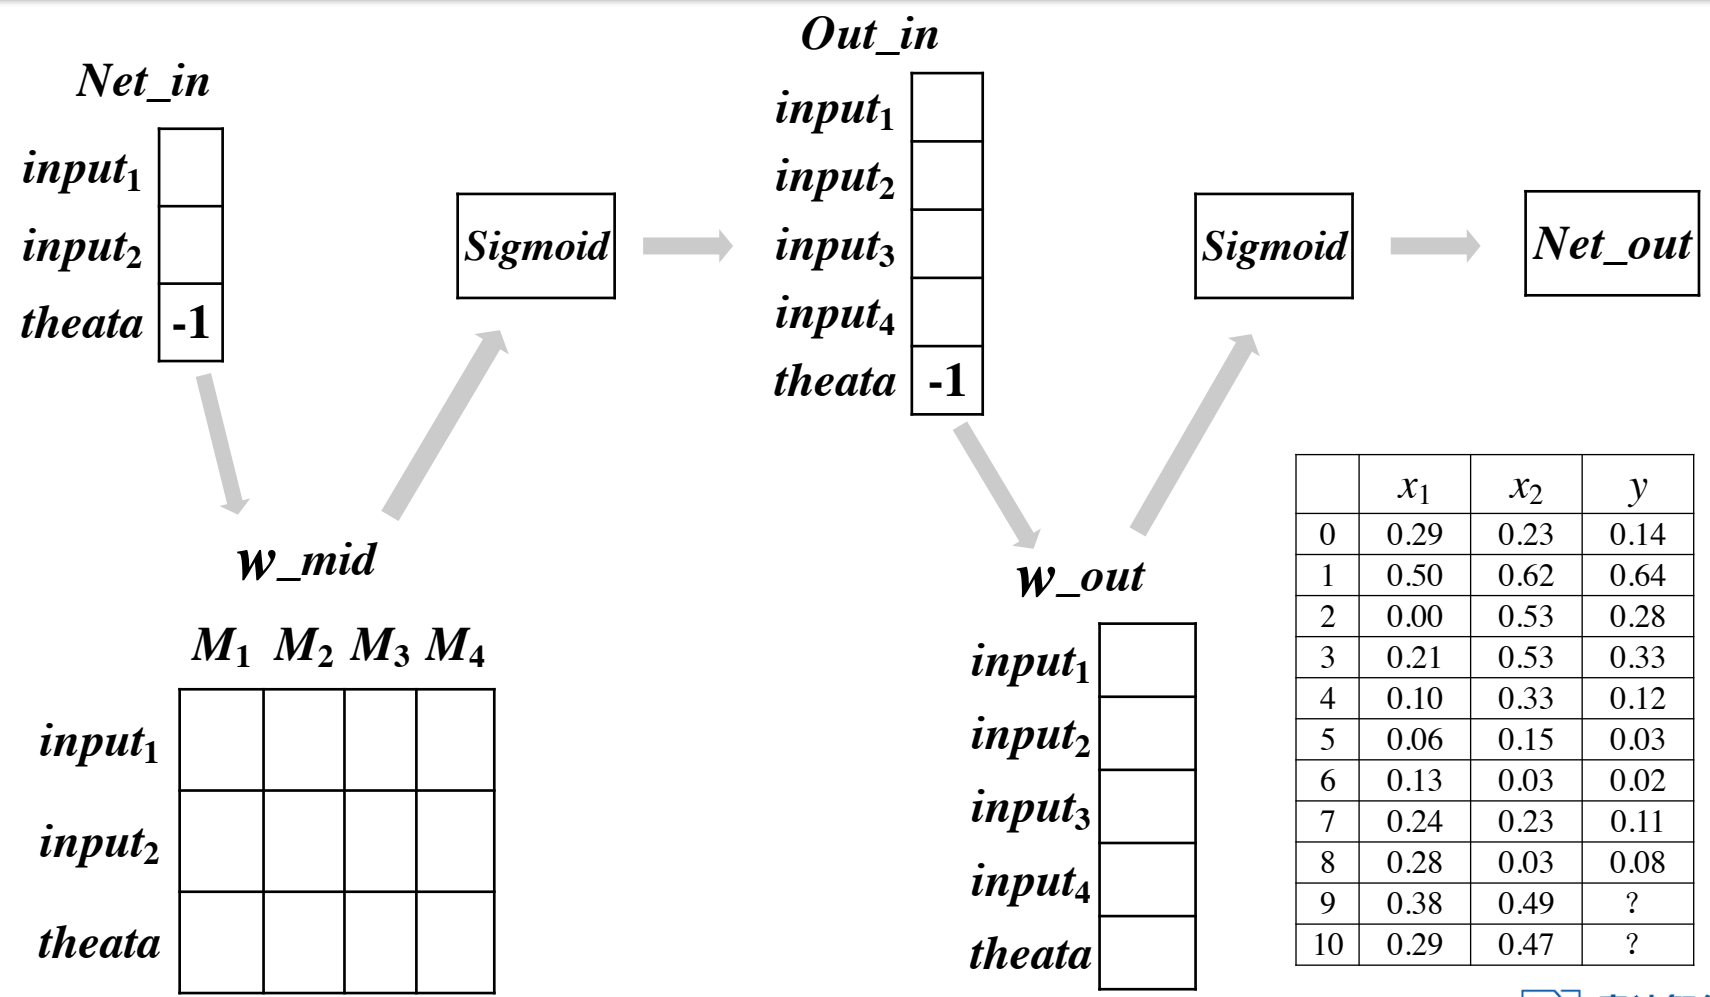 Net_in
input₁
input₂
theata -1
w_mid
M₁ M₂ M₃ M₄
input₁
input₂
theata
Sigmoid
Out_in
input₁
input₂
input₃
input₄
theata -1
w_out
input₁
input₂
input₃
input₄
theata
Sigmoid
Net_out
x₁ x₂ y
0 0.29 0.23 0.14
1 0.50 0.62 0.64
2 0.00 0.53 0.28
3 0.21 0.53 0.33
4 0.10 0.33 0.12
5 0.06 0.15 0.03
6 0.13 0.03 0.02
7 0.24 0.23 0.11
8 0.28 0.03 0.08
9 0.38 0.49 ?
10 0.29 0.47 ?